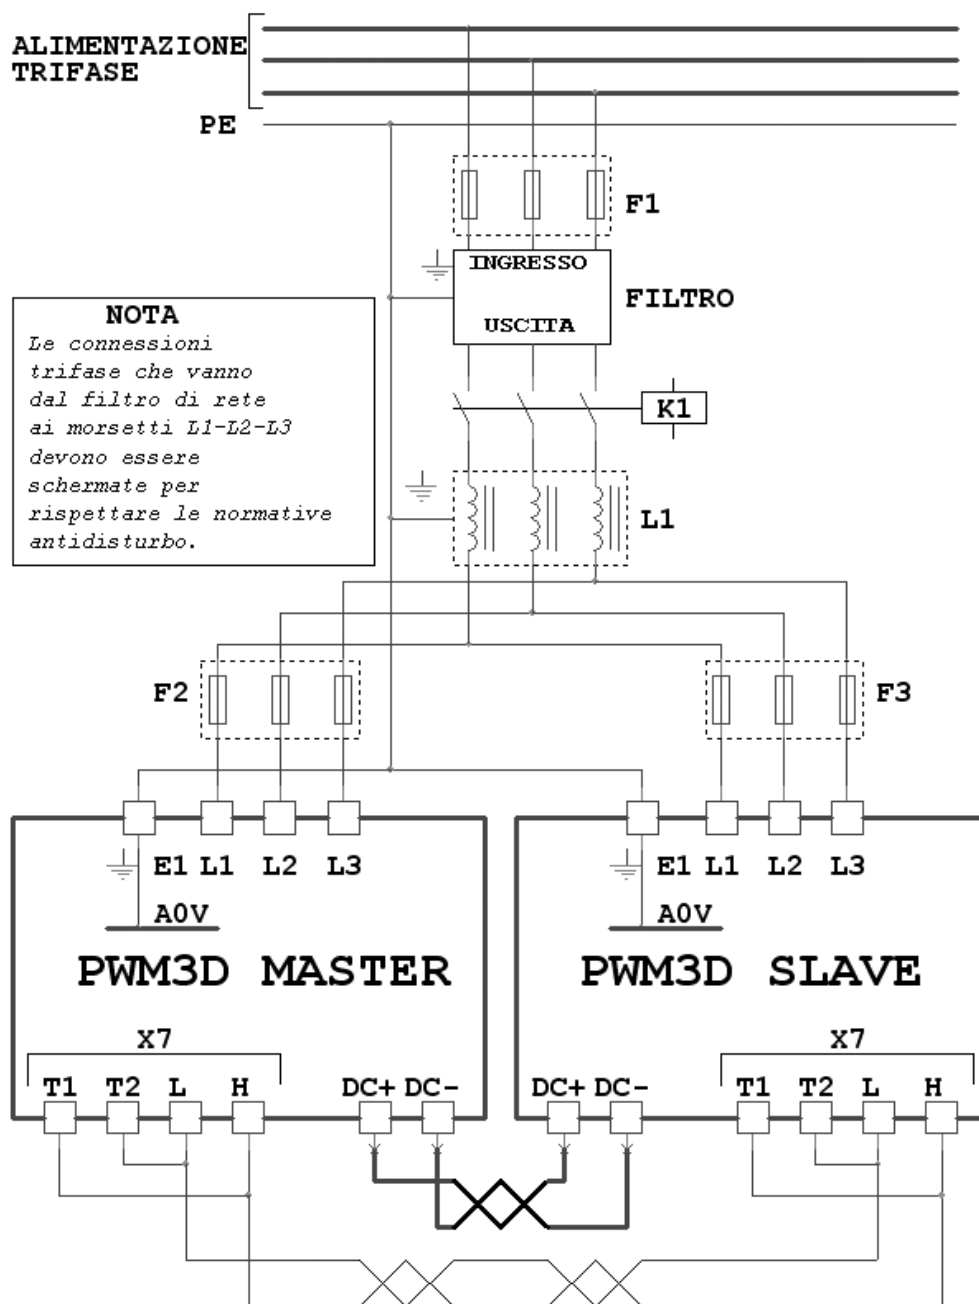 ALIMENTAZIONE
TRIFASE
PE
F1
INGRESSO
FILTRO
USCITA
NOTA
Le connessioni
trifase che vanno
dal filtro di rete
ai morsetti L1-L2-L3
devono essere
schermate per
rispettare le normative
antidisturbo.
K1
L1
F2
F3
E1 L1 L2 L3
E1 L1 L2 L3
A0V
A0V
PWM3D MASTER
PWM3D SLAVE
X7
X7
T1 T2 L H DC+ DC-
DC+ DC- T1 T2 L H